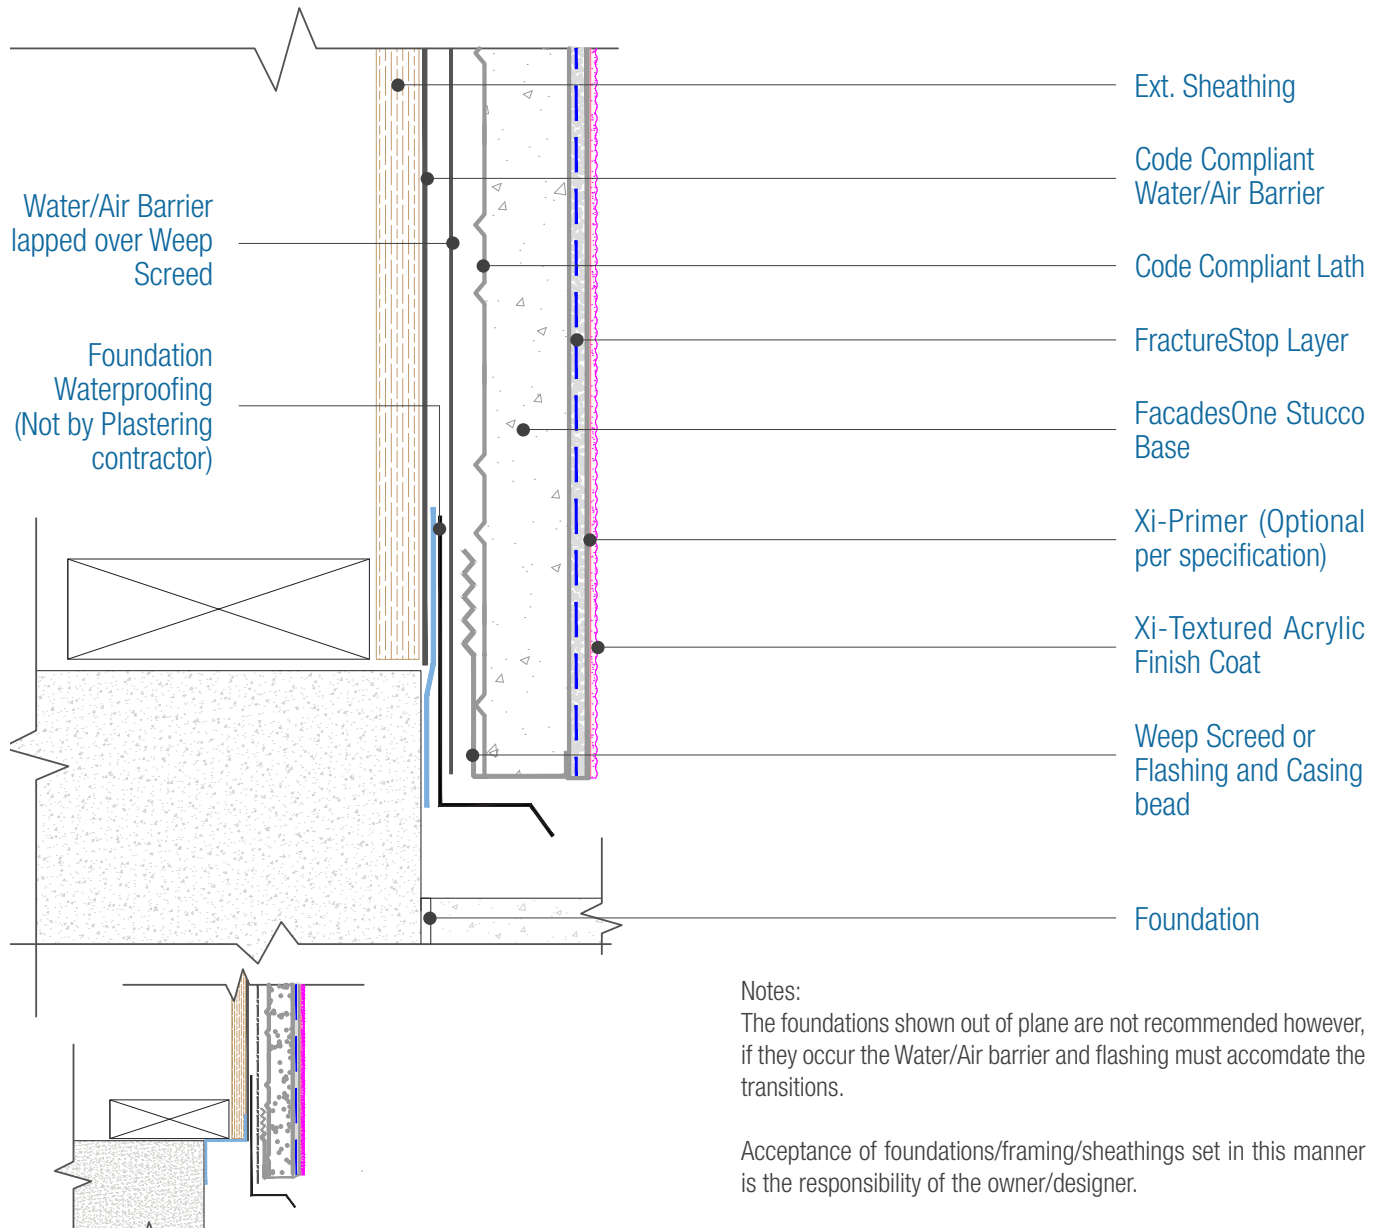 Water/Air Barrier
lapped over Weep
Screed
Foundation
Waterproofing
(Not by Plastering
contractor)
Ext. Sheathing
Code Compliant
Water/Air Barrier
Code Compliant Lath
FractureStop Layer
FacadesOne Stucco
Base
Xi-Primer (Optional
per specification)
Xi-Textured Acrylic
Finish Coat
Weep Screed or
Flashing and Casing
bead
Foundation
Notes:
The foundations shown out of plane are not recommended however,
if they occur the Water/Air barrier and flashing must accomdate the
transitions.
Acceptance of foundations/framing/sheathings set in this manner
is the responsibility of the owner/designer.